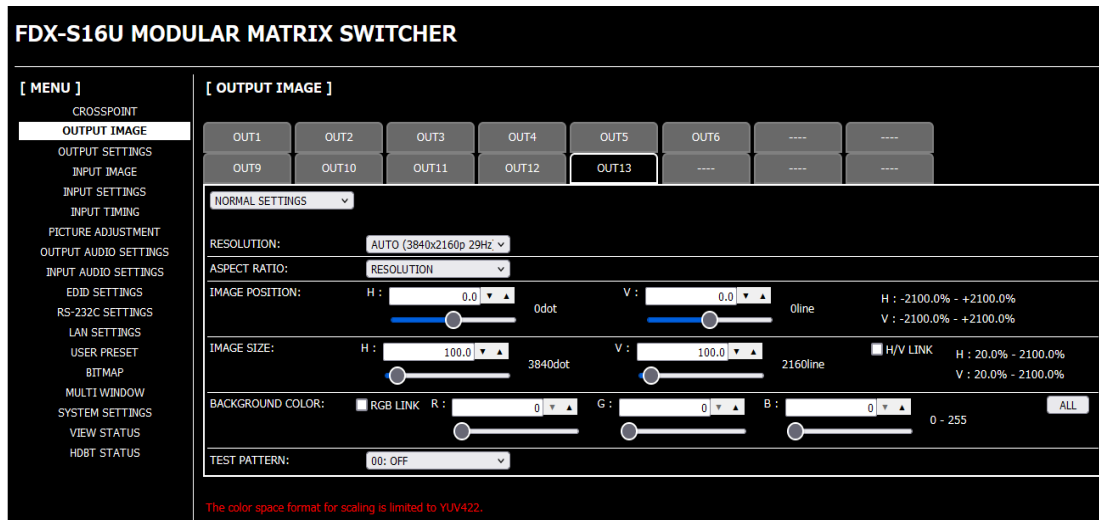 FDX-S16U MODULAR MATRIX SWITCHER
[ MENU ]
CROSSPOINT
OUTPUT IMAGE
OUTPUT SETTINGS
INPUT IMAGE
INPUT SETTINGS
INPUT TIMING
PICTURE ADJUSTMENT
OUTPUT AUDIO SETTINGS
INPUT AUDIO SETTINGS
EDID SETTINGS
RS-232C SETTINGS
LAN SETTINGS
USER PRESET
BITMAP
MULTI WINDOW
SYSTEM SETTINGS
VIEW STATUS
HDBT STATUS
[ OUTPUT IMAGE ]
OUT1 OUT2 OUT3 OUT4 OUT5 OUT6 ---- ----
OUT9 OUT10 OUT11 OUT12 OUT13 ---- ---- ----
NORMAL SETTINGS
RESOLUTION: AUTO (3840x2160p 29Hz)
ASPECT RATIO: RESOLUTION
IMAGE POSITION: H : 0.0 0dot V : 0.0 0line H : -2100.0% - +2100.0%
V : -2100.0% - +2100.0%
IMAGE SIZE: H : 100.0 3840dot V : 100.0 2160line H/V LINK H : 20.0% - 2100.0%
V : 20.0% - 2100.0%
BACKGROUND COLOR: RGB LINK R : 0 G : 0 B : 0 0 - 255 ALL
TEST PATTERN: 00: OFF
The color space format for scaling is limited to YUV422.